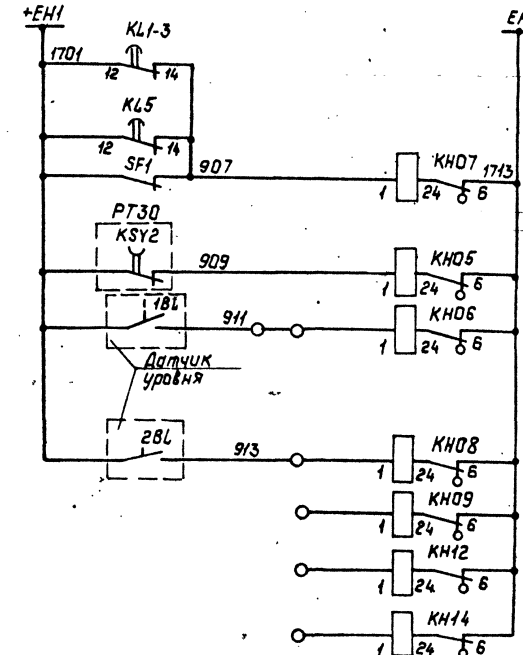 +EH1
EH
1701
KL1-3
12 14
KL5
12 14
SF1
907
1 24 KH07 6
1713
PT30
KSY2
909
1 24 KH05 6
1BL
911
1 24 KH06 6
Датчик
уровня
2BL
913
1 24 KH08 6
1 24 KH09 6
1 24 KH12 6
1 24 KH14 6